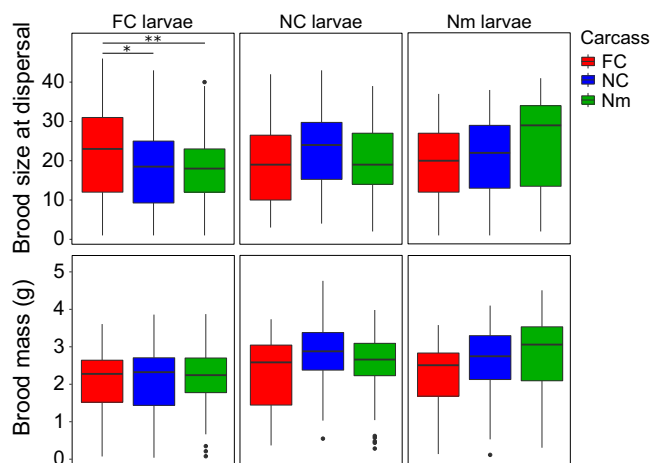 FC larvae NC larvae Nm larvae
Carcass
FC
NC
Nm
**
*
Brood size at dispersal
40
30
20
10
0
Brood mass (g)
5
4
3
2
1
0